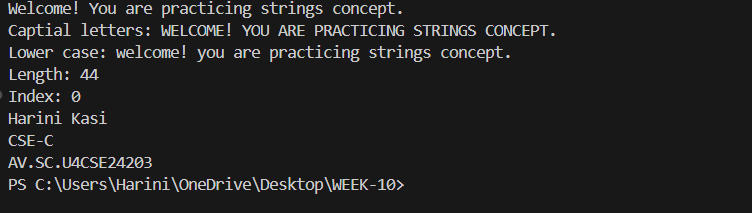 Welcome! You are practicing strings concept.
Captial letters: WELCOME! YOU ARE PRACTICING STRINGS CONCEPT.
Lower case: welcome! you are practicing strings concept.
Length: 44
Index: 0
Harini Kasi
CSE-C
AV.SC.U4CSE24203
PS C:\Users\Harini\OneDrive\Desktop\WEEK-10>